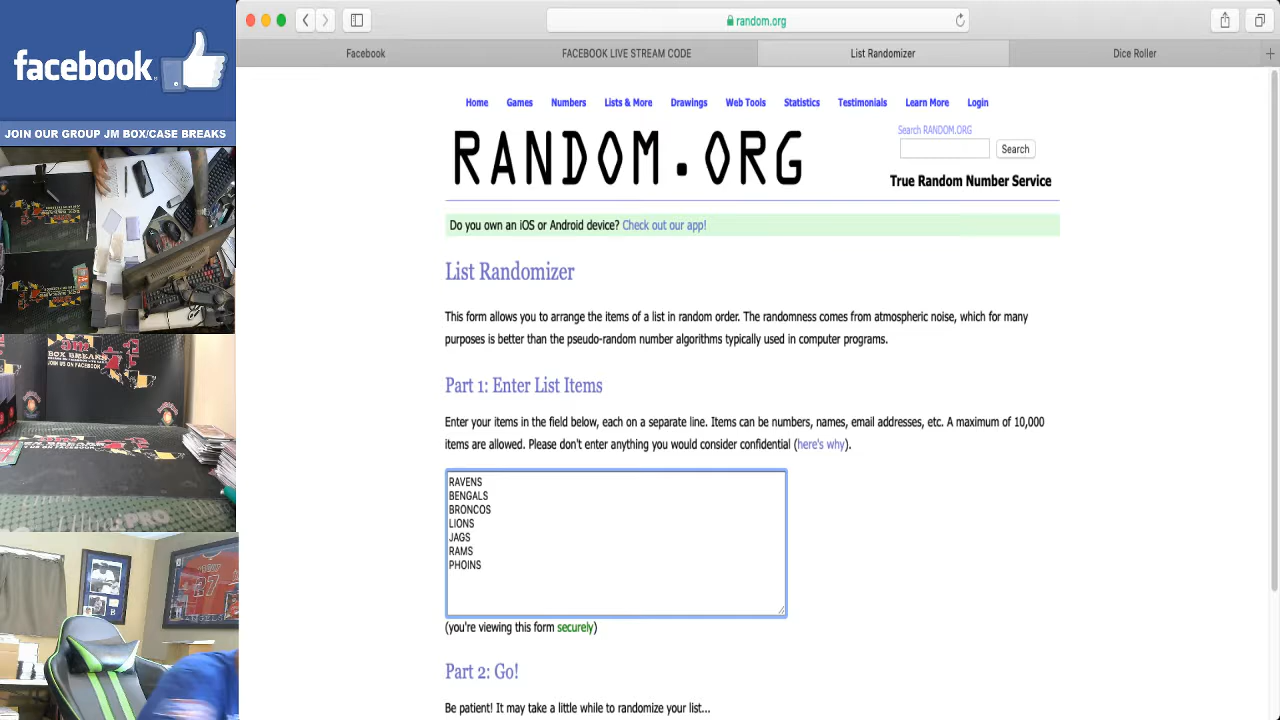 random.org
Facebook
FACEBOOK LIVE STREAM CODE
List Randomizer
Dice Roller
facebook
JOIN OUR GROUP JBM BOX/CASE BREAKS
Home Games Numbers Lists & More Drawings Web Tools Statistics Testimonials Learn More Login
RANDOM.ORG
Search RANDOM.ORG
Search
True Random Number Service
Do you own an iOS or Android device? Check out our app!
List Randomizer
This form allows you to arrange the items of a list in random order. The randomness comes from atmospheric noise, which for many
purposes is better than the pseudo-random number algorithms typically used in computer programs.
Part 1: Enter List Items
Enter your items in the field below, each on a separate line. Items can be numbers, names, email addresses, etc. A maximum of 10,000
items are allowed. Please don't enter anything you would consider confidential (here's why).
RAVENS
BENGALS
BRONCOS
LIONS
JAGS
RAMS
PHOINS
(you're viewing this form securely)
Part 2: Go!
Be patient! It may take a little while to randomize your list...
BOX BREAKS
JOIN US ON FACEBOOK
27